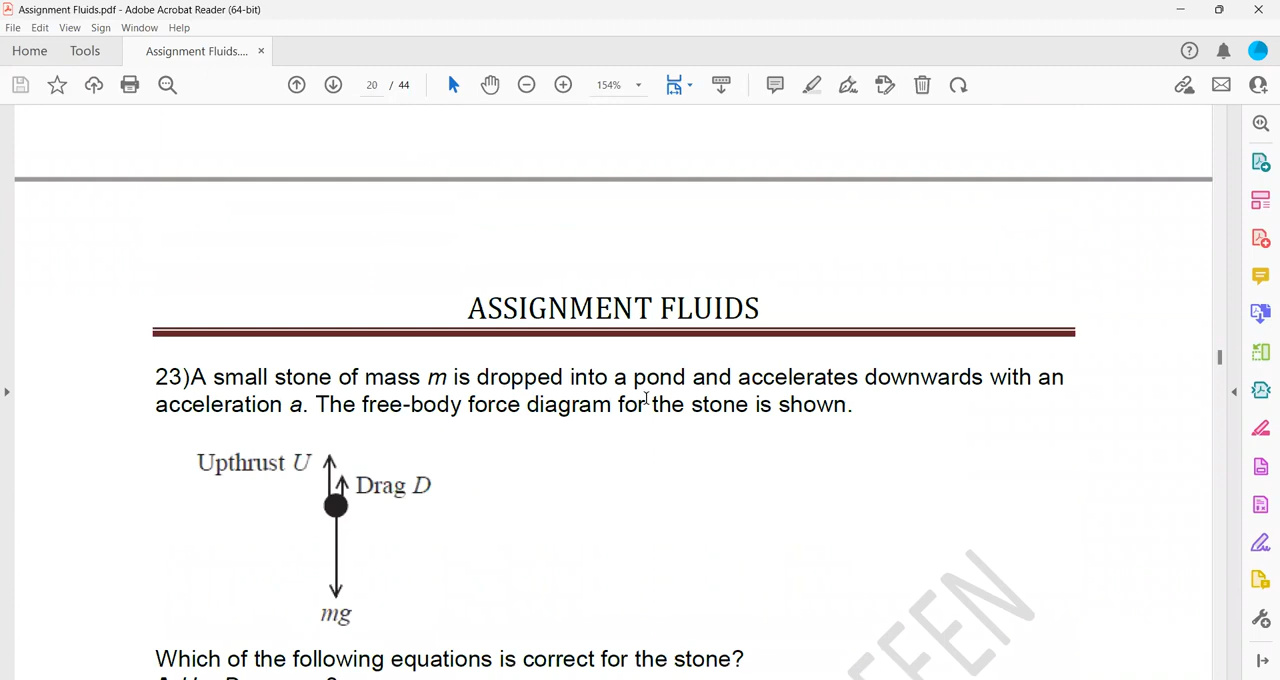 Assignment Fluids.pdf - Adobe Acrobat Reader (64-bit)
File Edit View Sign Window Help
Home Tools Assignment Fluids.... ×
20 / 44 154%
ASSIGNMENT FLUIDS
23)A small stone of mass m is dropped into a pond and accelerates downwards with an
acceleration a. The free-body force diagram for the stone is shown.
Upthrust U
Drag D
mg
Which of the following equations is correct for the stone?